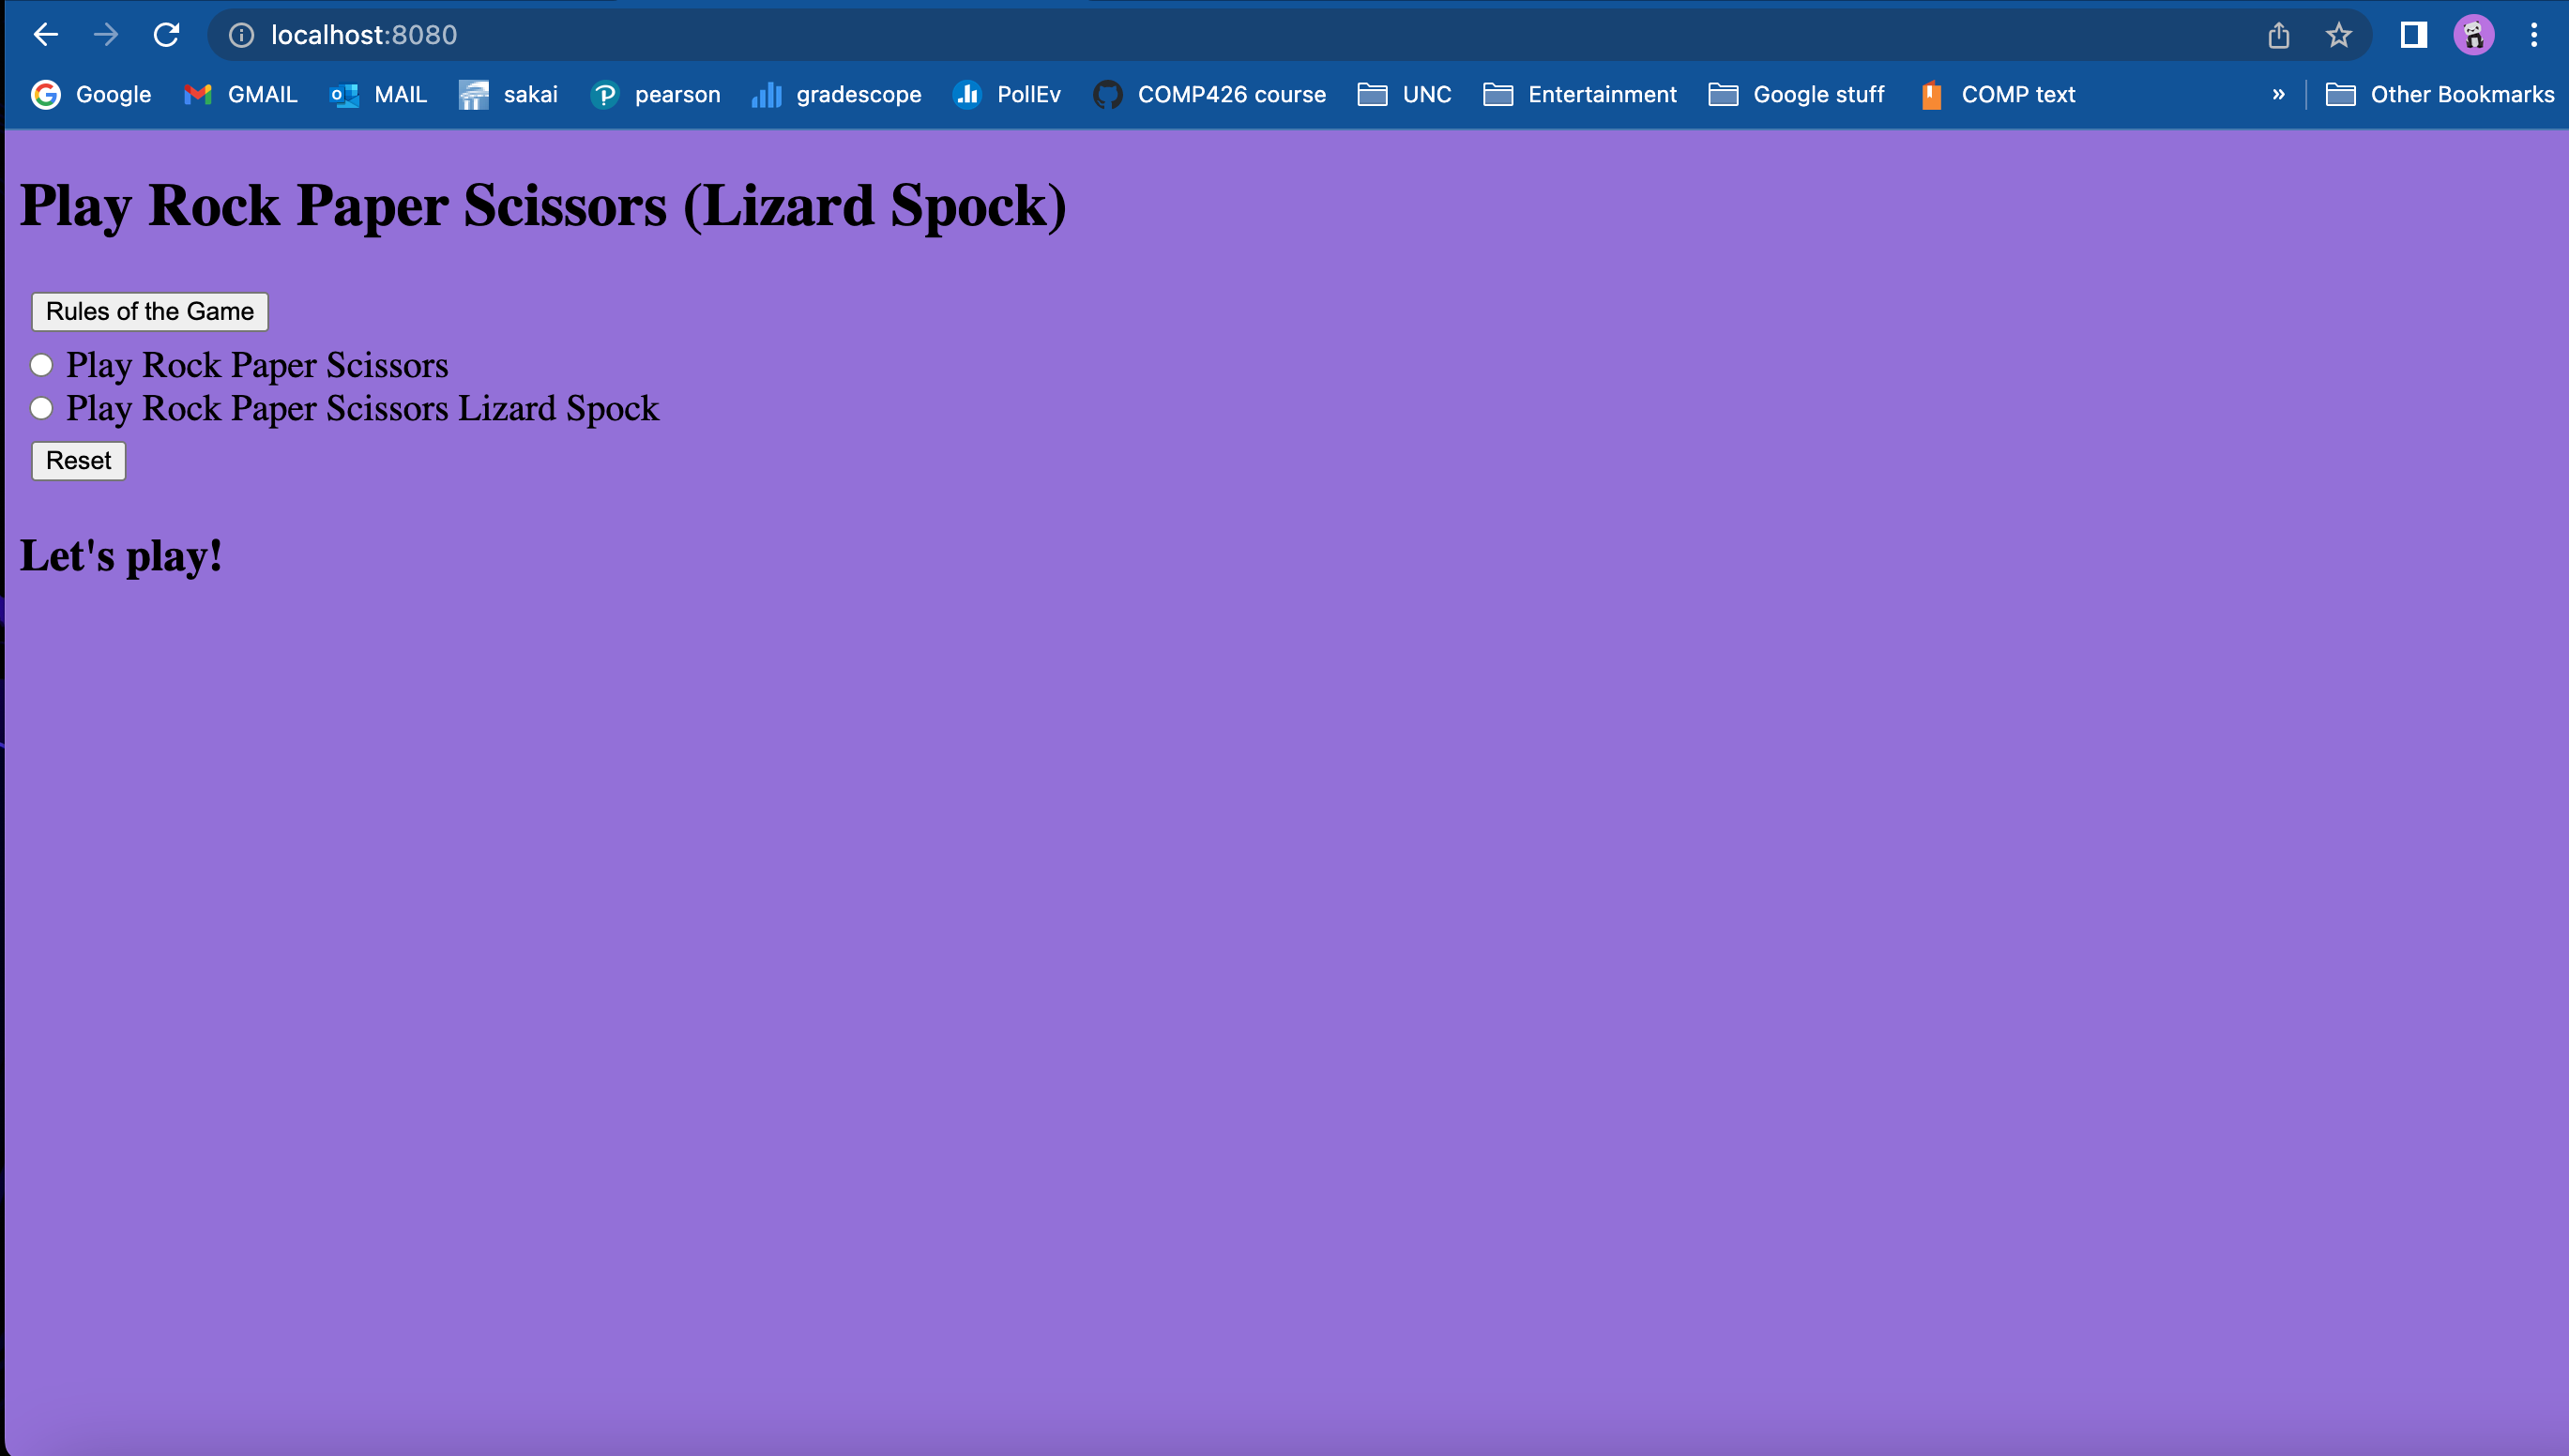 localhost:8080
Google GMAIL MAIL sakai pearson gradescope PollEv COMP426 course UNC Entertainment Google stuff COMP text » Other Bookmarks
Play Rock Paper Scissors (Lizard Spock)
Rules of the Game
Play Rock Paper Scissors
Play Rock Paper Scissors Lizard Spock
Reset
Let's play!